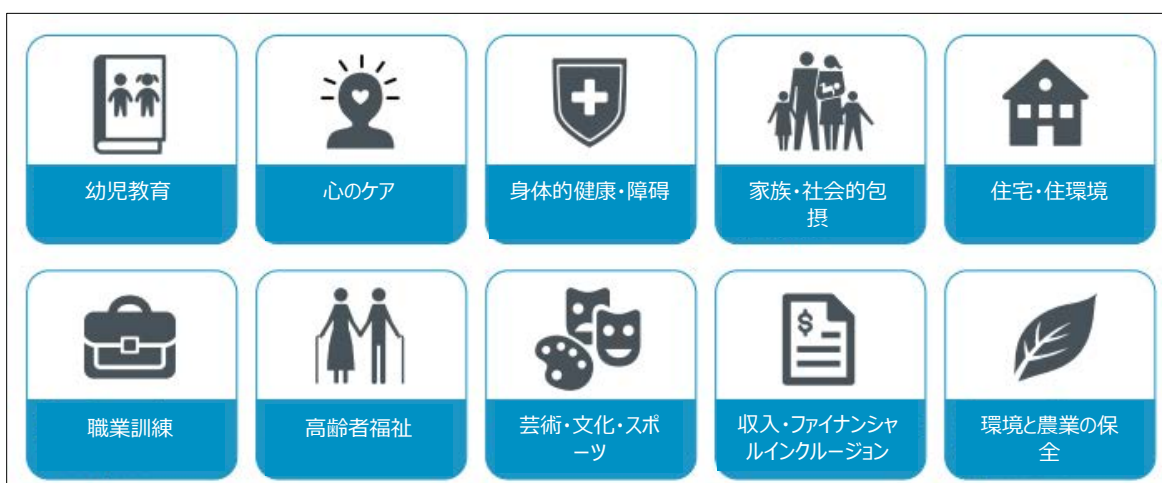 幼児教育
心のケア
身体的健康・障碍
家族・社会的包
摂
住宅・住環境
職業訓練
高齢者福祉
芸術・文化・スポ
ーツ
$
収入・ファイナンシャ
ルインクルージョン
環境と農業の保
全